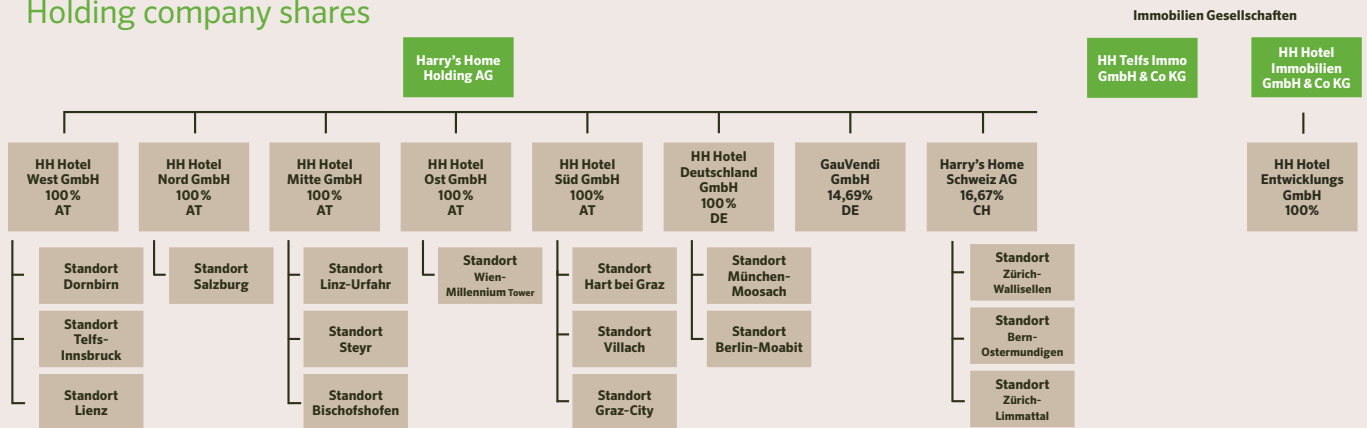 Holding company shares
Immobilien Gesellschaften
Harry's Home
Holding AG
HH Telfs Immo
GmbH & Co KG
HH Hotel
Immobilien
GmbH & Co KG
HH Hotel
West GmbH
100%
AT
HH Hotel
Nord GmbH
100%
AT
HH Hotel
Mitte GmbH
100%
AT
HH Hotel
Ost GmbH
100%
AT
HH Hotel
Süd GmbH
100%
AT
HH Hotel
Deutschland
GmbH
100%
DE
GauVendi
GmbH
14,69%
DE
Harry's Home
Schweiz AG
16,67%
CH
HH Hotel
Entwicklungs
GmbH
100%
Standort
Dornbirn
Standort
Telfs-
Innsbruck
Standort
Lienz
Standort
Salzburg
Standort
Linz-Urfahr
Standort
Steyr
Standort
Bischofshofen
Standort
Wien-
Millennium Tower
Standort
Hart bei Graz
Standort
Villach
Standort
Graz-City
Standort
München-
Moosach
Standort
Berlin-Moabit
Standort
Zürich-
Wallisellen
Standort
Bern-
Ostermundigen
Standort
Zürich-
Limmattal